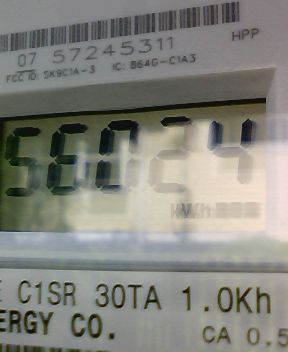 07 57245311
HPP
FCC ID: SK9C1A-3 IC: 864G-C1A3
56024
kWh
E C1SR 30TA 1.0Kh
ERGY CO.
CA 0.5